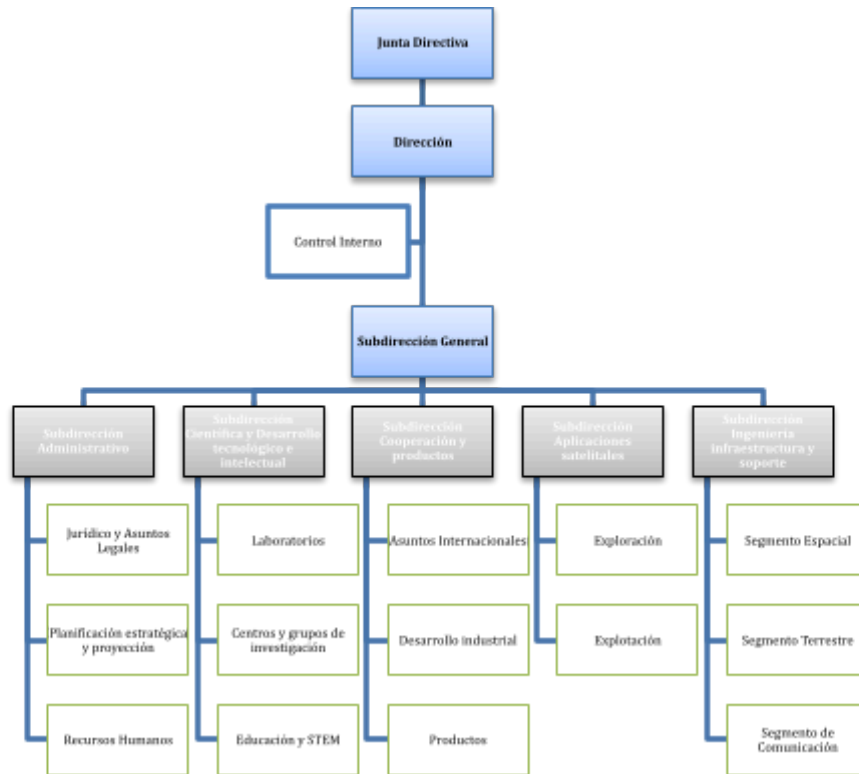 Junta Directiva
Dirección
Control Interno
Subdirección General
Subdirección
Administrativo
Subdirección
Científica y Desarrollo
tecnológico e
intelectual
Subdirección
Cooperación y
productos
Subdirección
Aplicaciones
satelitales
Subdirección
Ingeniería
infraestructura y
soporte
Jurídico y Asuntos
Legales
Laboratorios
Asuntos Internacionales
Exploración
Segmento Espacial
Planificación estratégica
y proyección
Centros y grupos de
investigación
Desarrollo industrial
Explotación
Segmento Terrestre
Recursos Humanos
Educación y STEM
Productos
Segmento de
Comunicación